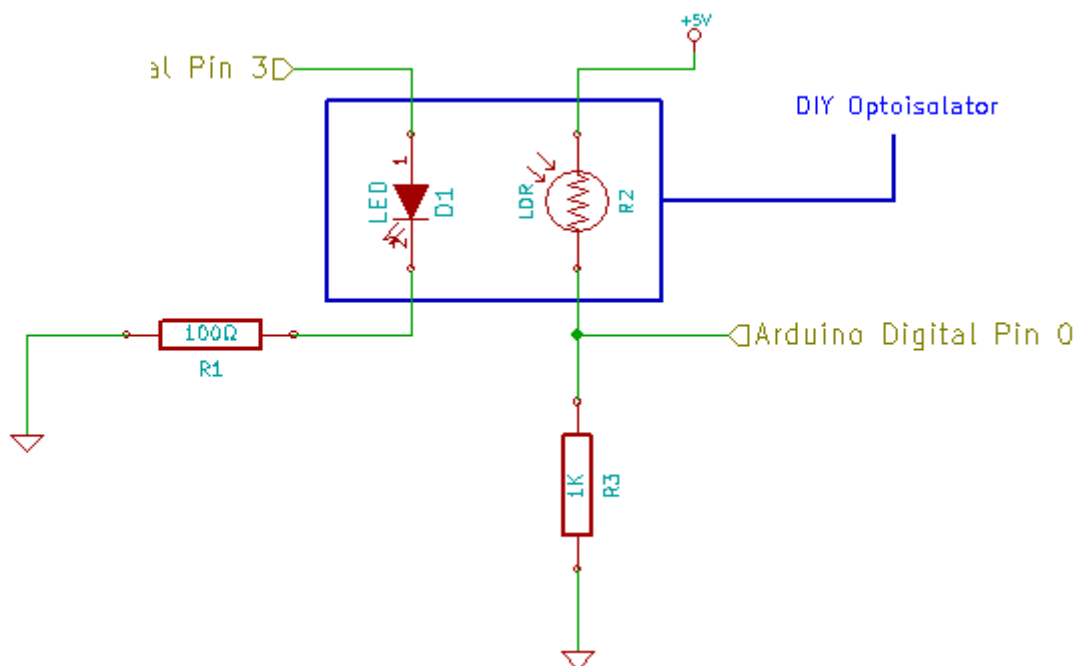 +5V
al Pin 3
DIY Optoisolator
1
LED
D1
2
LDR
R2
100Ω
R1
Arduino Digital Pin 0
1K
R3